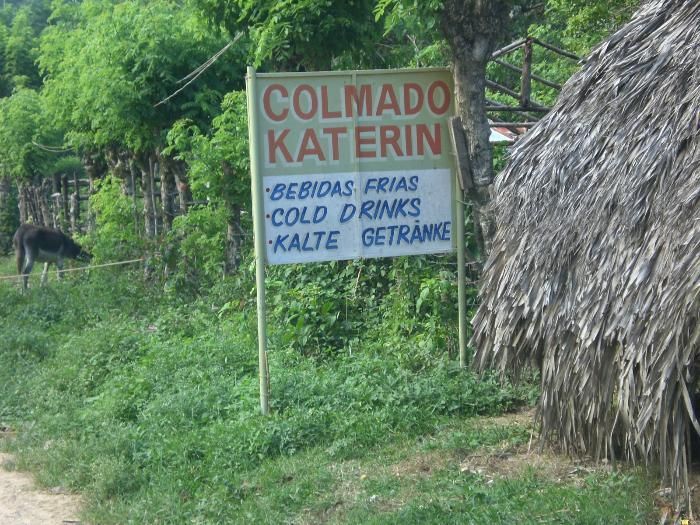 COLMADO
KATERIN
•BEBIDAS FRIAS
•COLD DRINKS
•KALTE GETRÄNKE